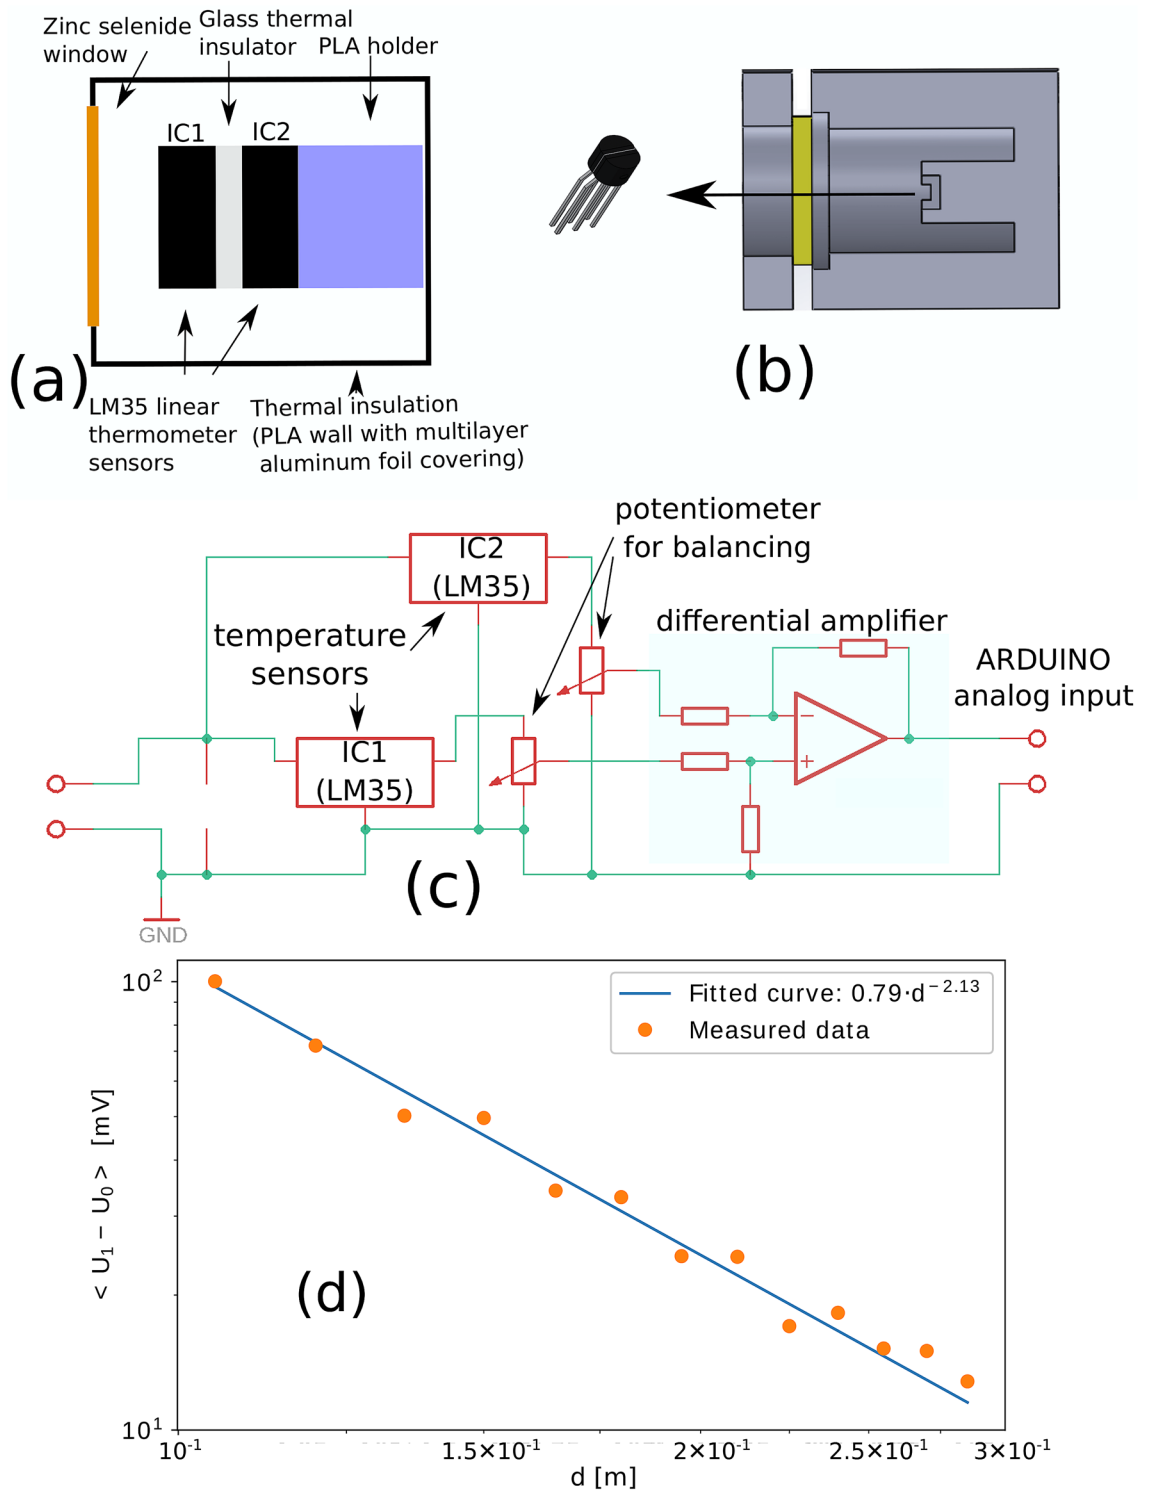 Zinc selenide
window
Glass thermal
insulator
PLA holder
IC1
IC2
(a)
LM35 linear
thermometer
sensors
Thermal insulation
(PLA wall with multilayer
aluminum foil covering)
(b)
potentiometer
for balancing
IC2
(LM35)
temperature
sensors
differential amplifier
ARDUINO
analog input
IC1
(LM35)
−
+
(c)
GND
Fitted curve: 0.79·d⁻²·¹³
Measured data
< U₁ − U₀ > [mV]
10²
10¹
(d)
10⁻¹
1.5×10⁻¹
2×10⁻¹
2.5×10⁻¹
3×10⁻¹
d [m]